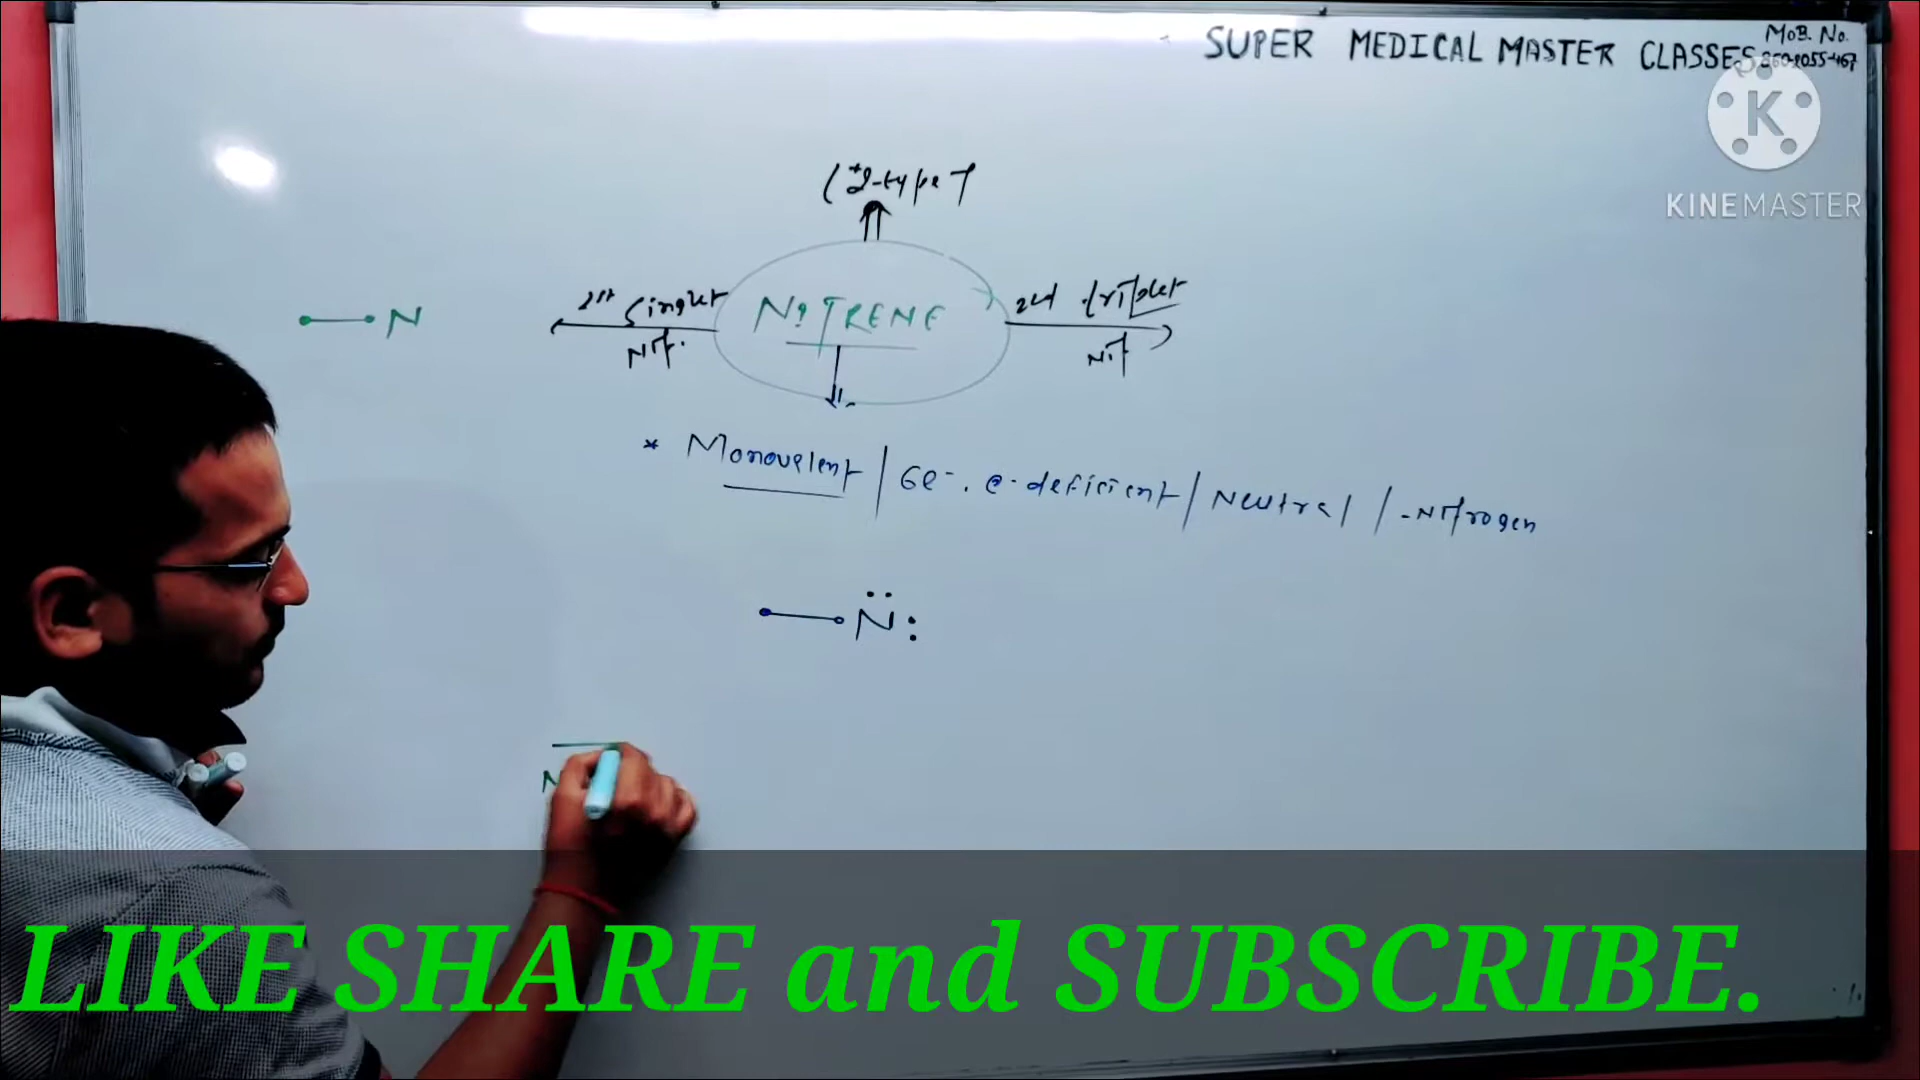 SUPER MEDICAL MASTER CLASSES
MOB. No.
KINEMASTER
(2-type)
1st Singlet
Nit.
NiTRENE
2nd triplet
Nit
N
* Monovalent / 6e-. e- deficient / Neutral / -Nitrogen
N
N
LIKE SHARE and SUBSCRIBE.